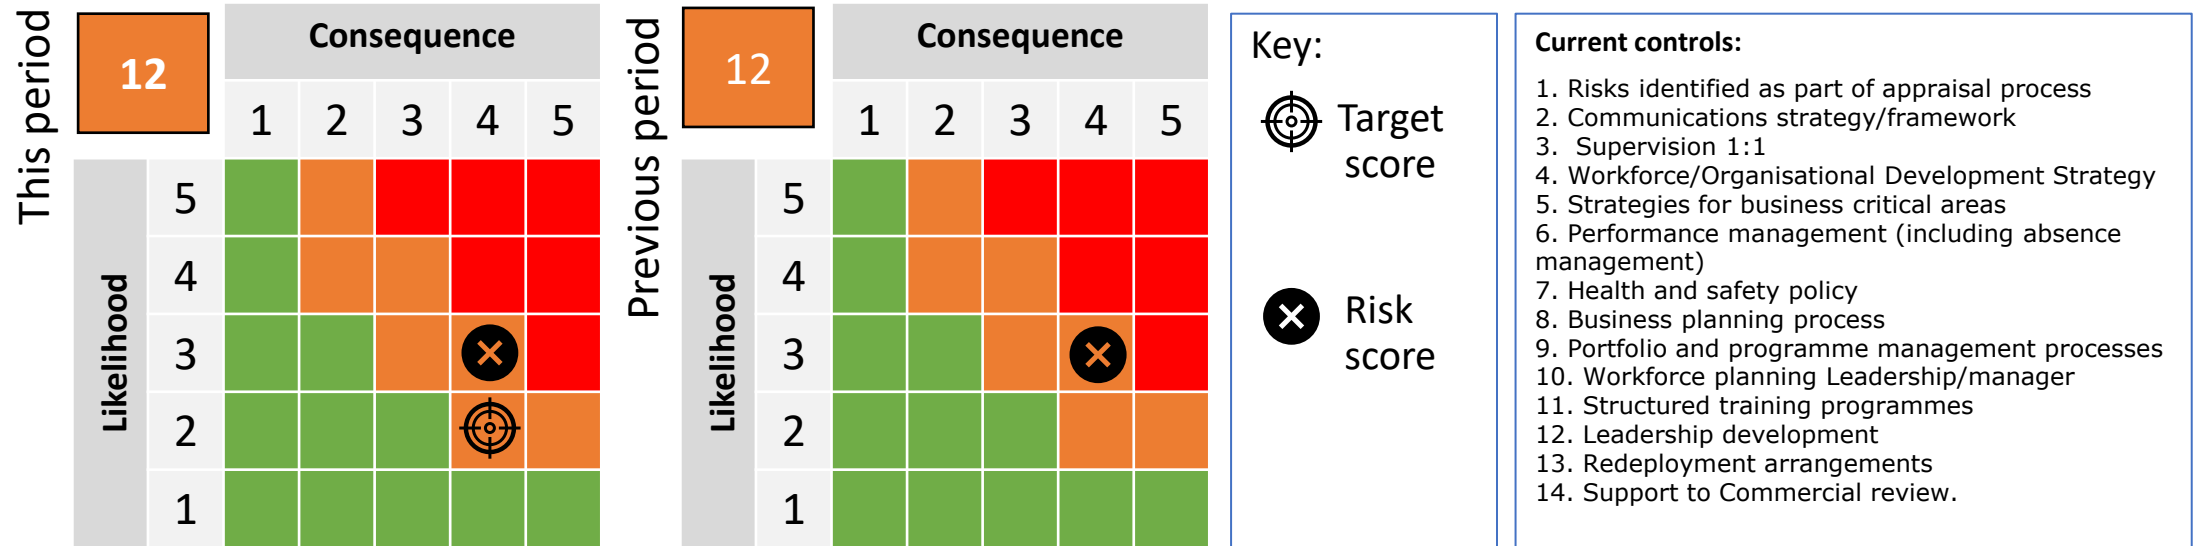 This period
12
Consequence
1 2 3 4 5
Likelihood
5
4
3
2
1
Previous period
12
Consequence
1 2 3 4 5
Likelihood
5
4
3
2
1
Key:
Target
score
Risk
score
Current controls:
1. Risks identified as part of appraisal process
2. Communications strategy/framework
3.  Supervision 1:1
4. Workforce/Organisational Development Strategy
5. Strategies for business critical areas
6. Performance management (including absence
management)
7. Health and safety policy
8. Business planning process
9. Portfolio and programme management processes
10. Workforce planning Leadership/manager
11. Structured training programmes
12. Leadership development
13. Redeployment arrangements
14. Support to Commercial review.